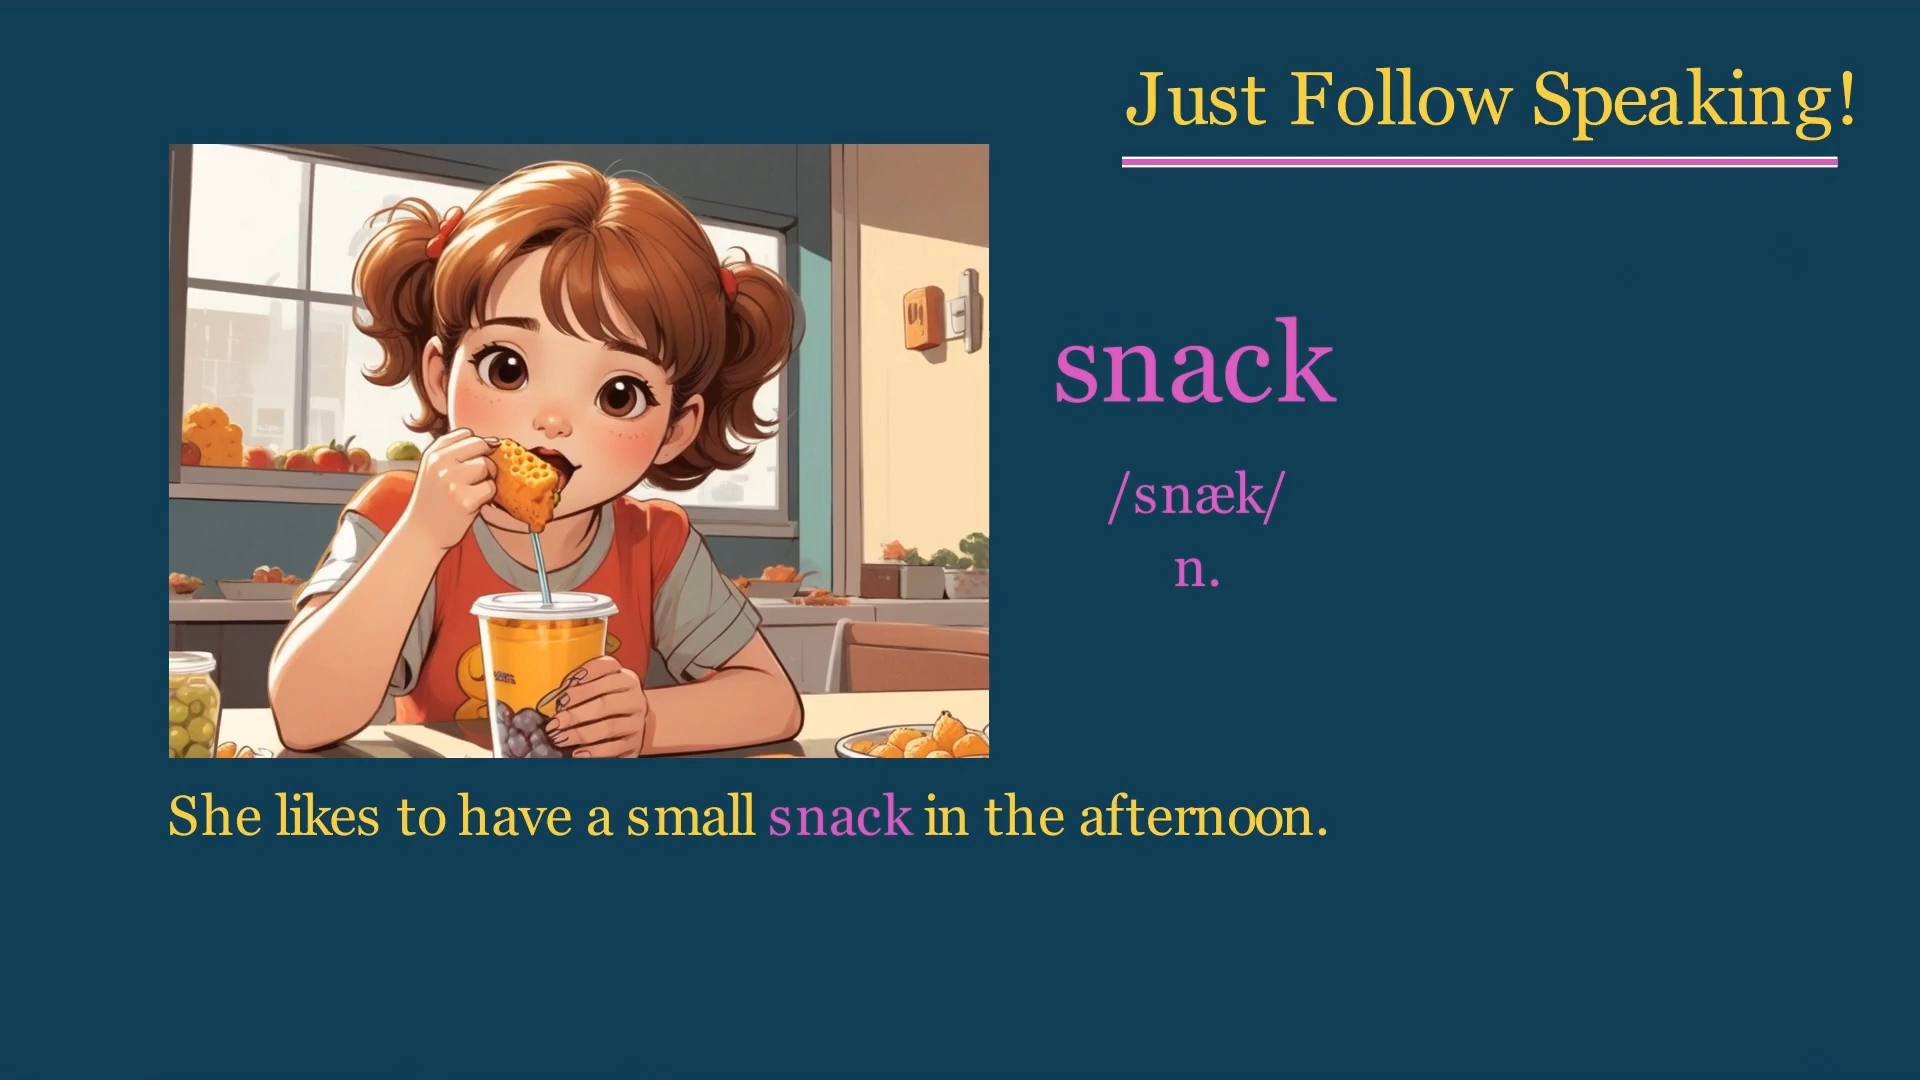 Just Follow Speaking!
snack
/snæk/
n.
She likes to have a small snack in the afternoon.